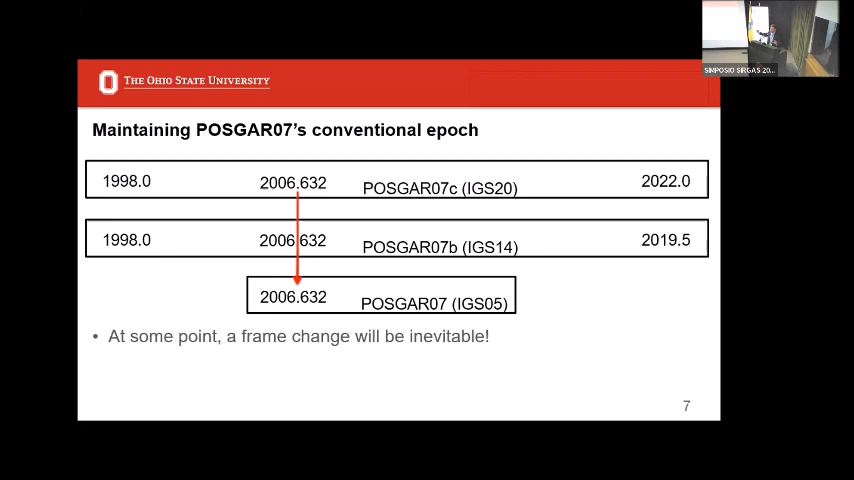 SIMPOSIO SIRGAS 20...
THE OHIO STATE UNIVERSITY
Maintaining POSGAR07's conventional epoch
1998.0 2006.632 POSGAR07c (IGS20) 2022.0
1998.0 2006.632 POSGAR07b (IGS14) 2019.5
2006.632 POSGAR07 (IGS05)
• At some point, a frame change will be inevitable!
7